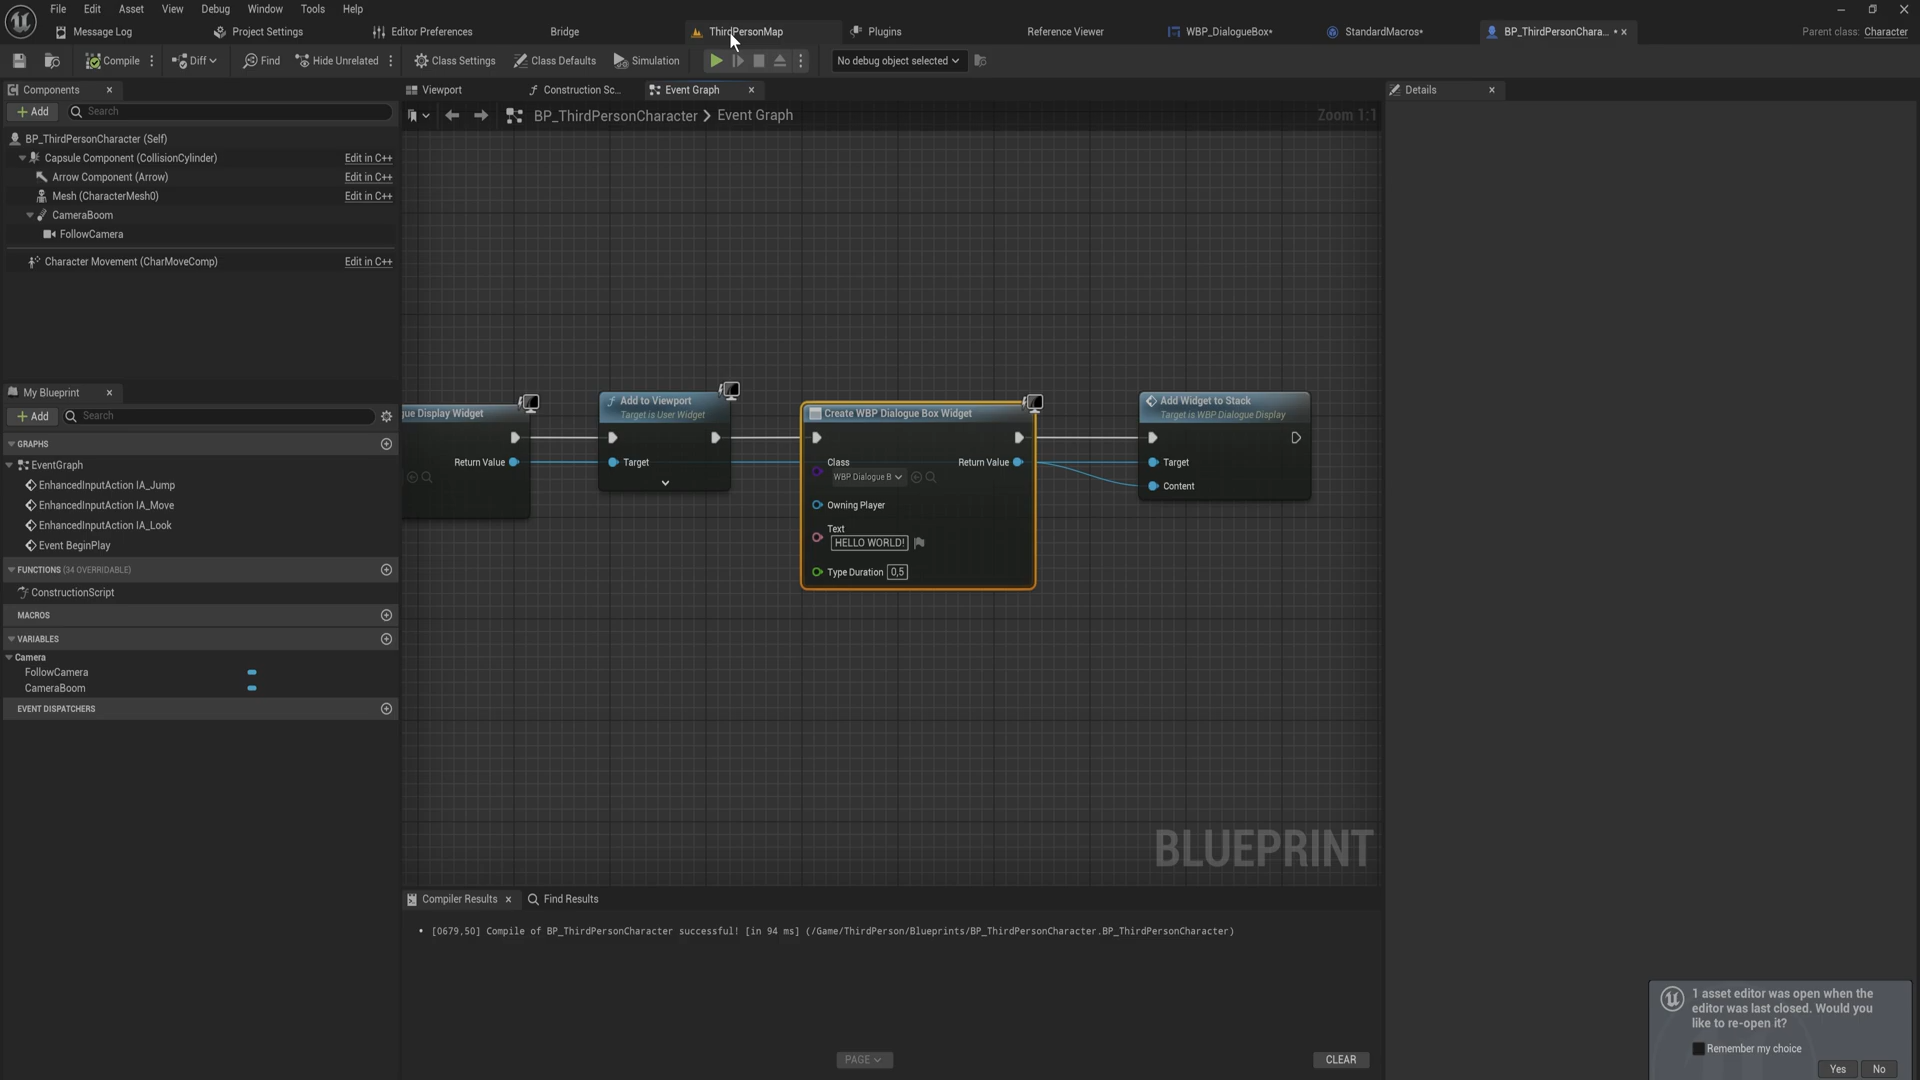 File Edit Asset View Debug Window Tools Help
Message Log Project Settings Editor Preferences Bridge ThirdPersonMap Plugins Reference Viewer WBP_DialogueBox* StandardMacros* BP_ThirdPersonChara... * × Parent class: Character
Compile Diff Find Hide Unrelated Class Settings Class Defaults Simulation No debug object selected
Components
+ Add Search
BP_ThirdPersonCharacter (Self)
Capsule Component (CollisionCylinder) Edit in C++
Arrow Component (Arrow) Edit in C++
Mesh (CharacterMesh0) Edit in C++
CameraBoom
FollowCamera
Character Movement (CharMoveComp) Edit in C++
My Blueprint
+ Add Search
GRAPHS
EventGraph
EnhancedInputAction IA_Jump
EnhancedInputAction IA_Move
EnhancedInputAction IA_Look
Event BeginPlay
FUNCTIONS (34 OVERRIDABLE)
ConstructionScript
MACROS
VARIABLES
Camera
FollowCamera
CameraBoom
EVENT DISPATCHERS
Viewport Construction Sc... Event Graph
BP_ThirdPersonCharacter > Event Graph Zoom 1:1
gue Display Widget
Return Value
Add to Viewport
Target is User Widget
Target
Create WBP Dialogue Box Widget
Class Return Value
WBP Dialogue B
Owning Player
Text
HELLO WORLD!
Type Duration 0,5
Add Widget to Stack
Target is WBP Dialogue Display
Target
Content
BLUEPRINT
Compiler Results Find Results
• [0679,50] Compile of BP_ThirdPersonCharacter successful! [in 94 ms] (/Game/ThirdPerson/Blueprints/BP_ThirdPersonCharacter.BP_ThirdPersonCharacter)
PAGE CLEAR
Details
1 asset editor was open when the
editor was last closed. Would you
like to re-open it?
Remember my choice
Yes No